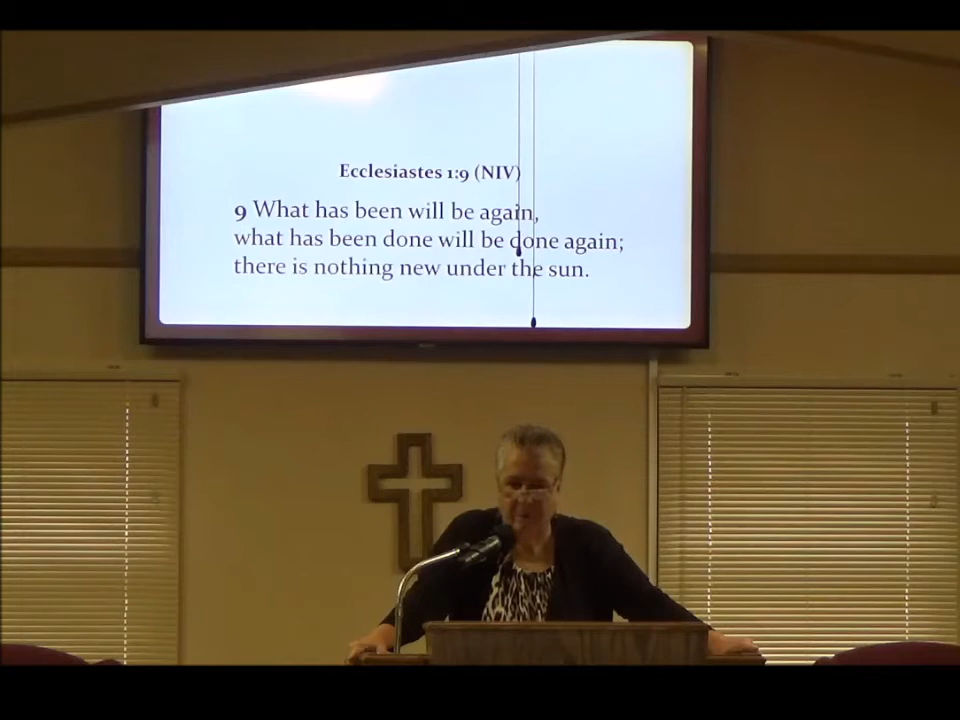 Ecclesiastes 1:9 (NIV)
9 What has been will be again,
what has been done will be done again;
there is nothing new under the sun.